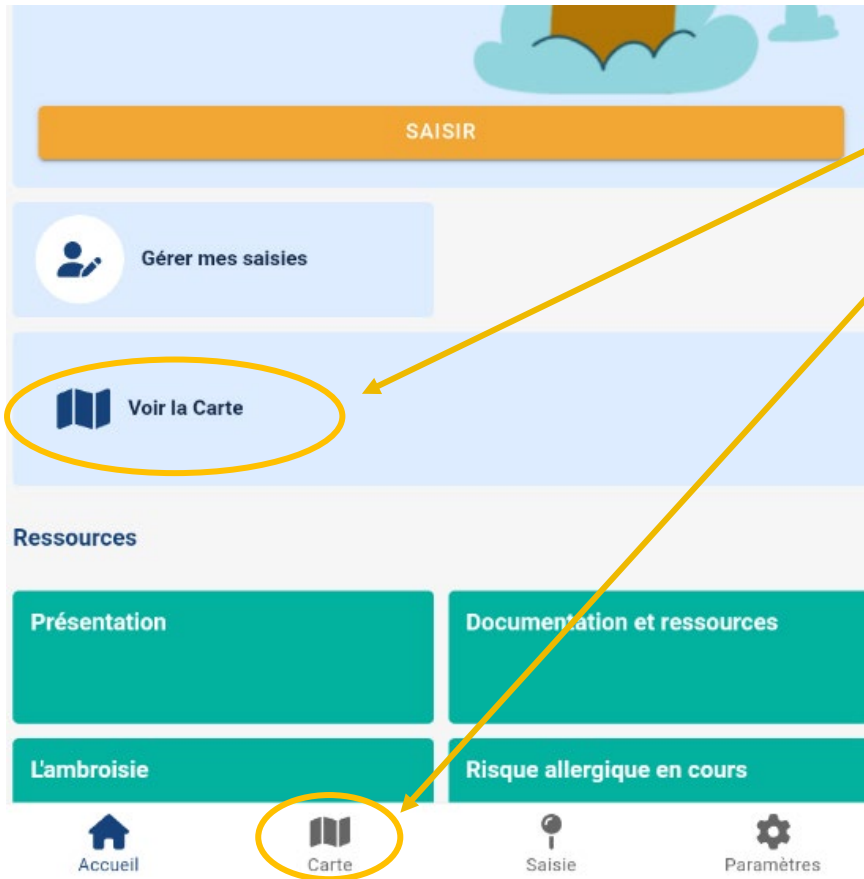 SAISIR
Gérer mes saisies
Voir la Carte
Ressources
Présentation
Documentation et ressources
L'ambroisie
Risque allergique en cours
Accueil
Carte
Saisie
Paramètres